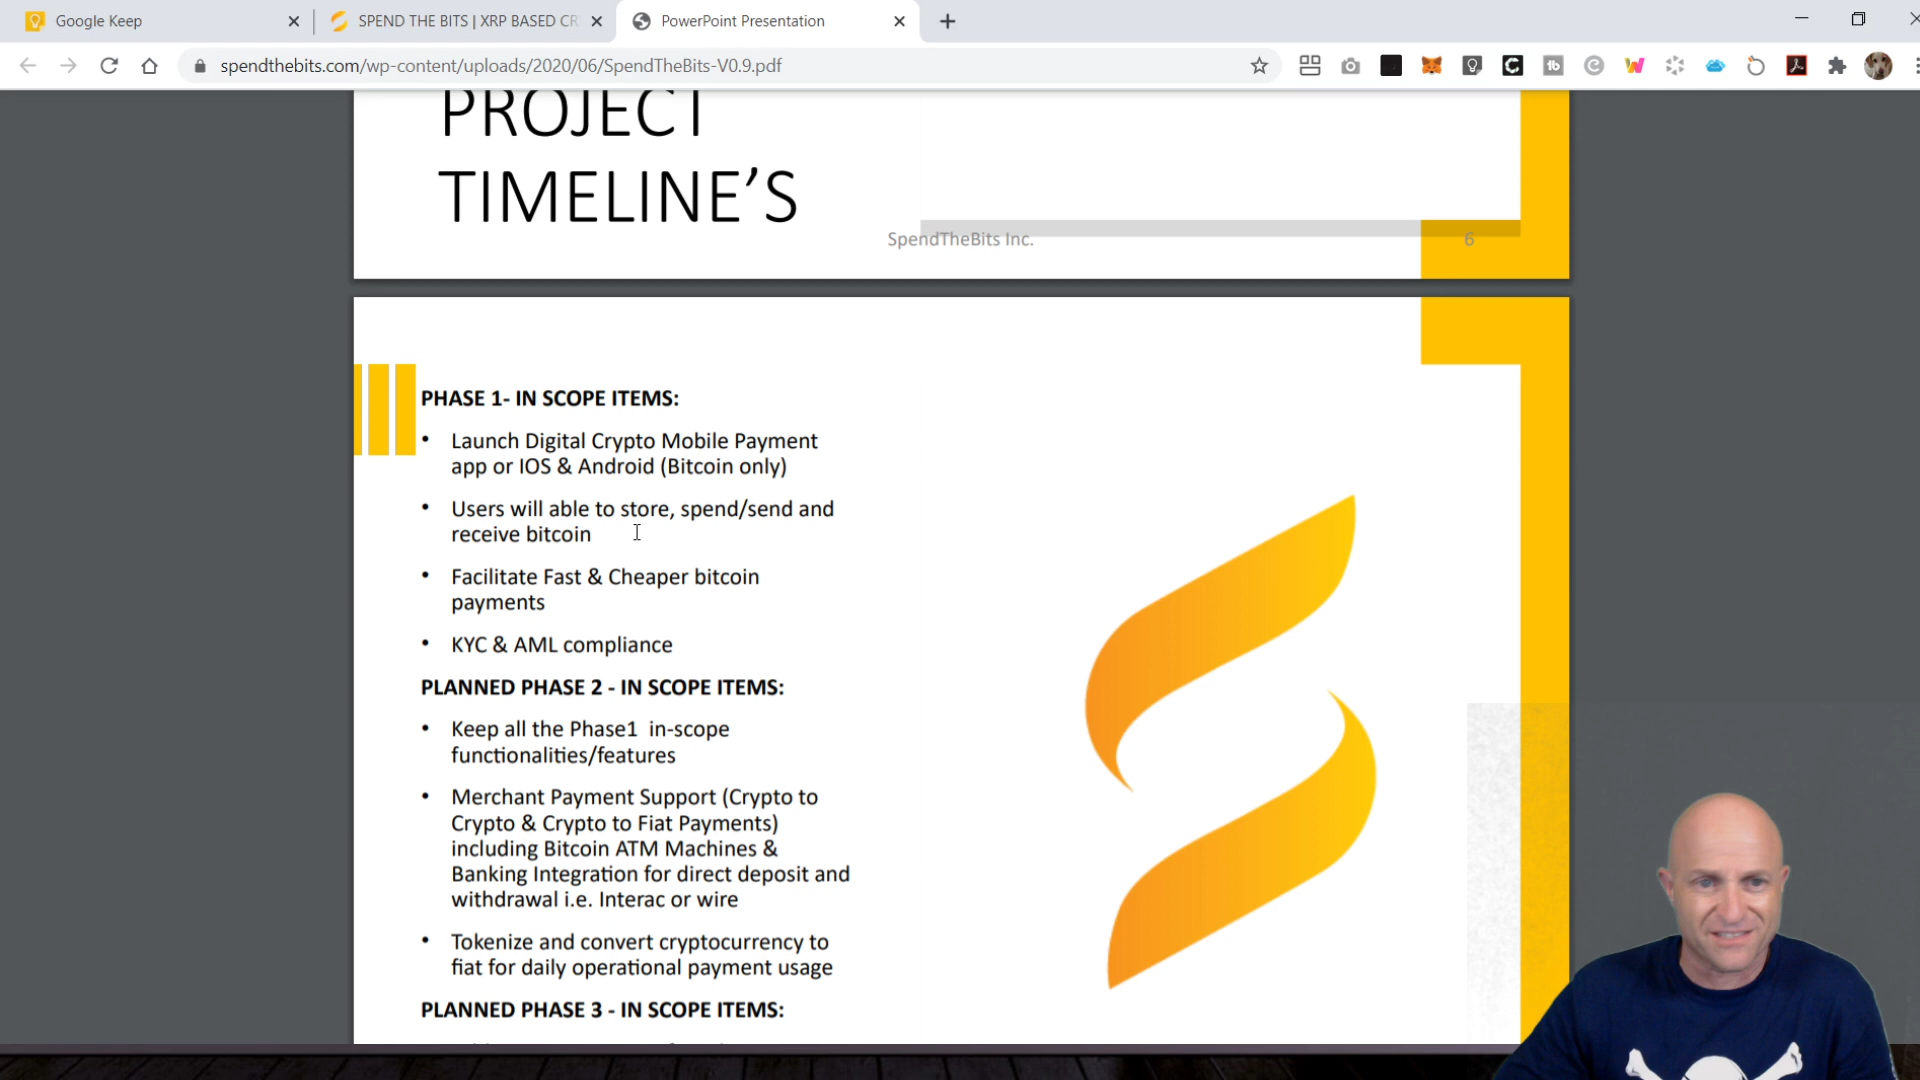 Google Keep
SPEND THE BITS | XRP BASED CR
PowerPoint Presentation
spendthebits.com/wp-content/uploads/2020/06/SpendTheBits-V0.9.pdf
PROJECT
TIMELINE’S
SpendTheBits Inc.
6
PHASE 1- IN SCOPE ITEMS:
• Launch Digital Crypto Mobile Payment
app or IOS & Android (Bitcoin only)
• Users will able to store, spend/send and
receive bitcoin
• Facilitate Fast & Cheaper bitcoin
payments
• KYC & AML compliance
PLANNED PHASE 2 - IN SCOPE ITEMS:
• Keep all the Phase1 in-scope
functionalities/features
• Merchant Payment Support (Crypto to
Crypto & Crypto to Fiat Payments)
including Bitcoin ATM Machines &
Banking Integration for direct deposit and
withdrawal i.e. Interac or wire
• Tokenize and convert cryptocurrency to
fiat for daily operational payment usage
PLANNED PHASE 3 - IN SCOPE ITEMS: